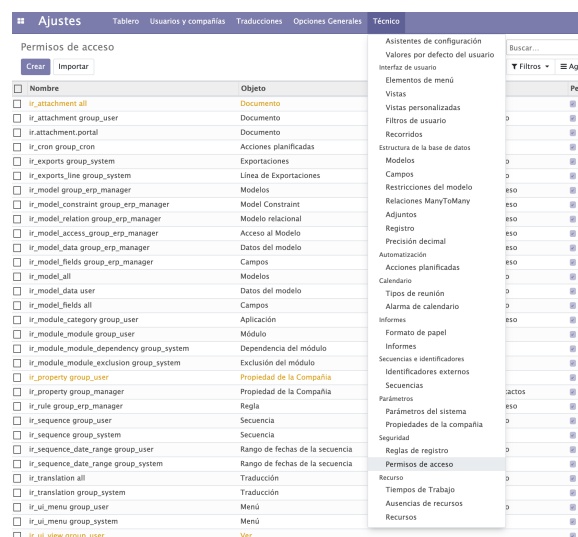 Ajustes Tablero Usuarios y compañías Traducciones Opciones Generales Técnico
Permisos de acceso
Buscar...
Crear Importar
Filtros
Nombre Objeto
ir_attachment all Documento
ir_attachment group_user Documento
ir.attachment.portal Documento
ir_cron group_cron Acciones planificadas
ir_exports group_system Exportaciones
ir_exports_line group_system Línea de Exportaciones
ir_model group_erp_manager Modelos
ir_model_constraint group_erp_manager Model Constraint
ir_model_relation group_erp_manager Modelo relacional
ir_model_access_group_erp_manager Acceso al Modelo
ir_model_data group_erp_manager Datos del modelo
ir_model_fields group_erp_manager Campos
ir_model_all Modelos
ir_model_data user Datos del modelo
ir_model_fields all Campos
ir_module_category group_user Aplicación
ir_module_module group_user Módulo
ir_module_module_dependency group_system Dependencia del módulo
ir_module_module_exclusion group_system Exclusión del módulo
ir_property group_user Propiedad de la Compañía
ir_property group_manager Propiedad de la Compañía
ir_rule group_erp_manager Regla
ir_sequence group_user Secuencia
ir_sequence group_system Secuencia
ir_sequence_date_range group_user Rango de fechas de la secuencia
ir_sequence_date_range group_system Rango de fechas de la secuencia
ir_translation all Traducción
ir_translation group_system Traducción
ir_ui_menu group_user Menú
ir_ui_menu group_system Menú
ir_ui_view group_user Ver
Asistentes de configuración
Valores por defecto del usuario
Interfaz de usuario
Elementos de menú
Vistas
Vistas personalizadas
Filtros de usuario
Recorridos
Estructura de la base de datos
Modelos
Campos
Restricciones del modelo
Relaciones ManyToMany
Adjuntos
Registro
Precisión decimal
Automatización
Acciones planificadas
Calendario
Tipos de reunión
Alarma de calendario
Informes
Formato de papel
Informes
Secuencias e identificadores
Identificadores externos
Secuencias
Parámetros
Parámetros del sistema
Propiedades de la compañía
Seguridad
Reglas de registro
Permisos de acceso
Recurso
Tiempos de Trabajo
Ausencias de recursos
Recursos